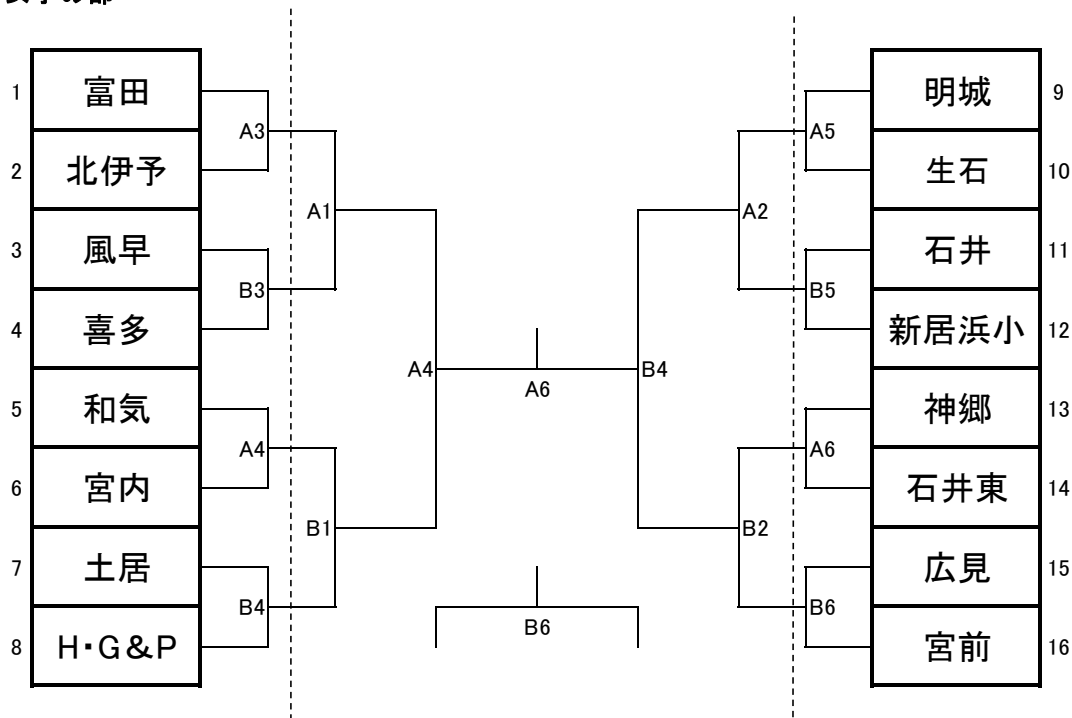 子の部
1 富田
A3
2 北伊予
A1
3 風早
B3
4 喜多
A4
5 和気
A4
6 宮内
B1
7 土居
B4
8 H・G&P
A6
B6
明城 9
A5
生石 10
A2
石井 11
B5
新居浜小 12
B4
神郷 13
A6
石井東 14
B2
広見 15
B6
宮前 16